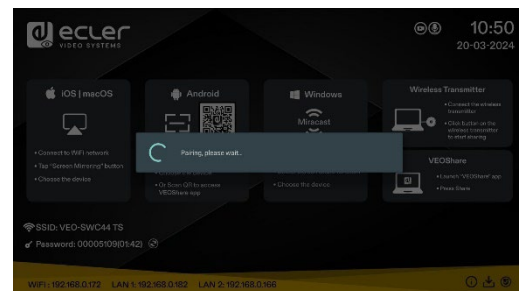 ecler
VIDEO SYSTEMS
10:50
20-03-2024
iOS | macOS
• Connect to WiFi network
• Tap "Screen Mirroring" button
• Choose the device
Android
• Or Scan QR to access
VEOShare app
Windows
Miracast
• Choose the device
Wireless Transmitter
• Connect the wireless
transmitter
• Click button on the
wireless transmitter
to start sharing
VEOShare
• Launch "VEOShare" app
• Press Share
Pairing, please wait..
SSID: VEO-SWC44 TS
Password: 00005109(01:42)
WiFi : 192.168.0.172 LAN 1: 192.168.0.182 LAN 2: 192.168.0.166